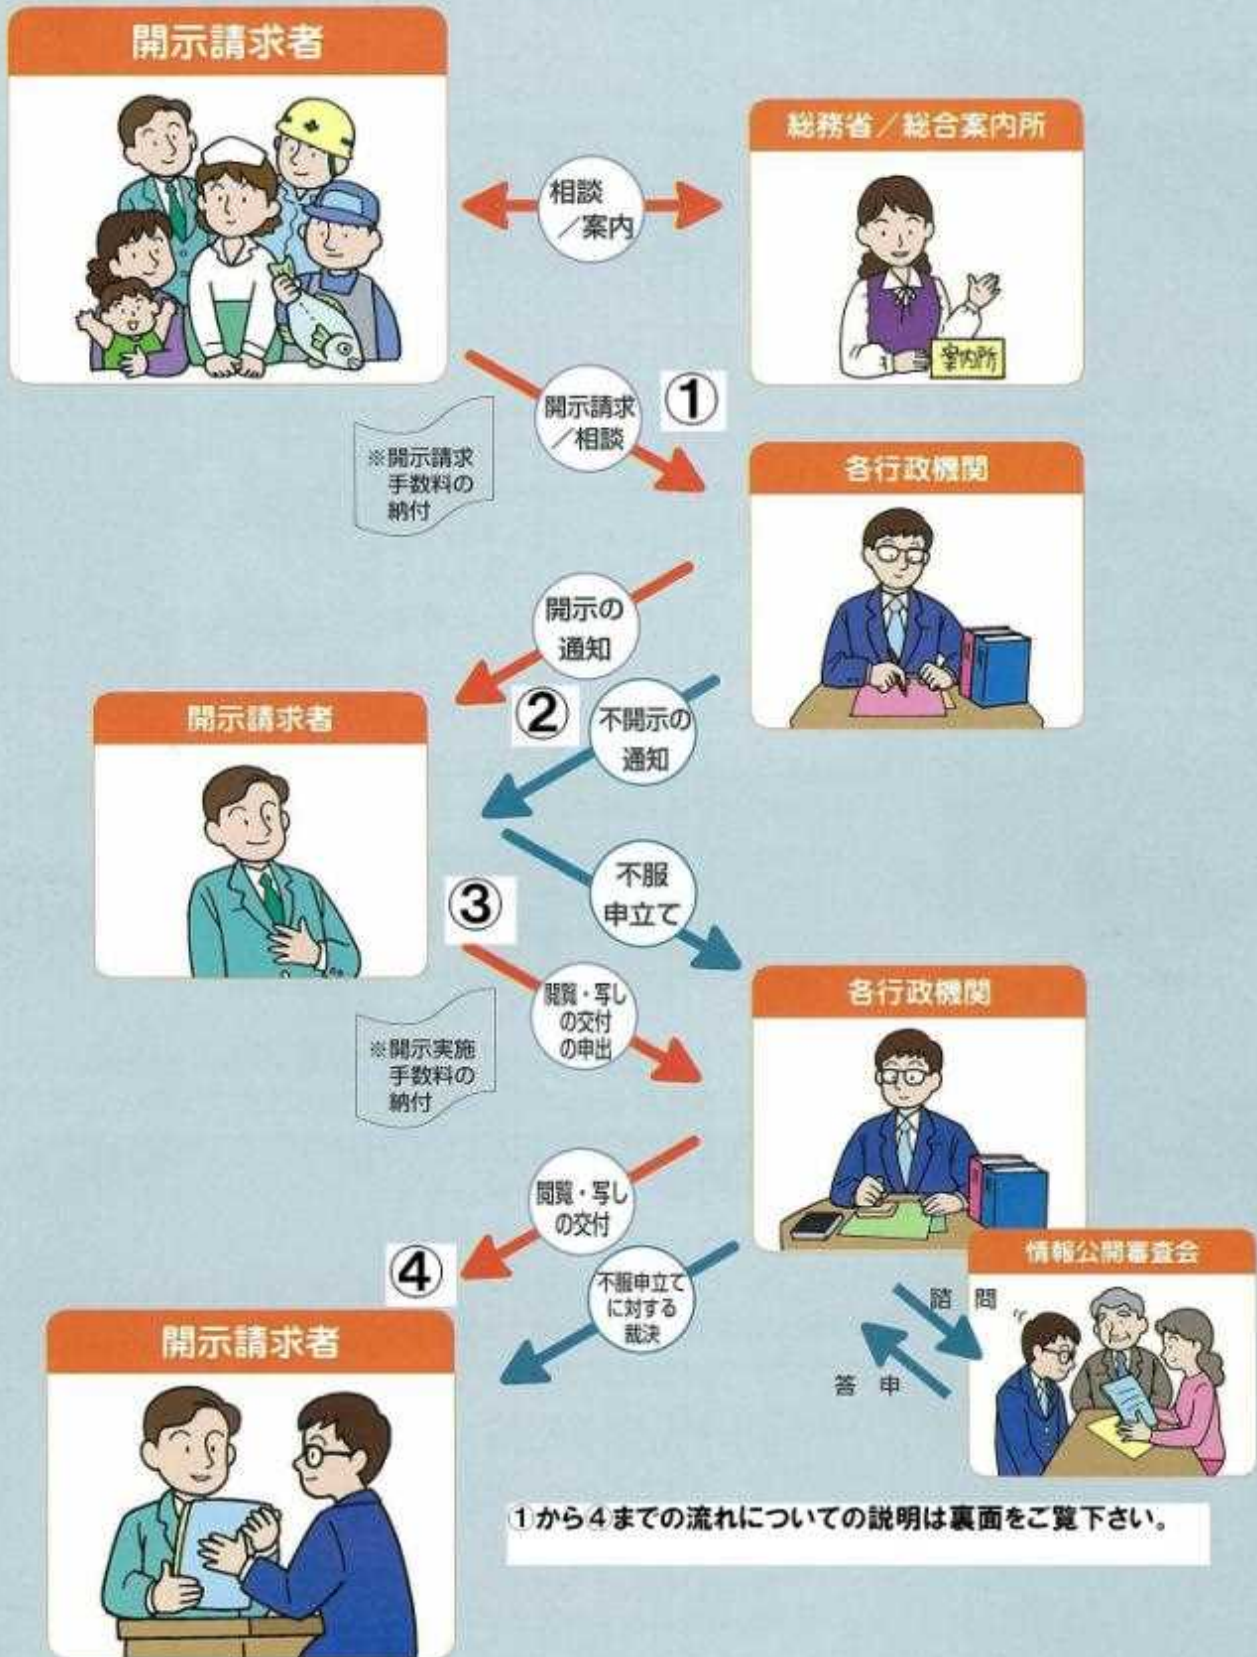 開示請求者
総務省／総合案内所
相談
／案内
案内所
開示請求
／相談
①
※開示請求
手数料の
納付
各行政機関
開示の
通知
②
不開示の
通知
開示請求者
不服
申立て
③
閲覧・写し
の交付
の申出
※開示実施
手数料の
納付
各行政機関
閲覧・写し
の交付
④
不服申立て
に対する
裁決
諮問
答申
情報公開審査会
開示請求者
①から④までの流れについての説明は裏面をご覧下さい。